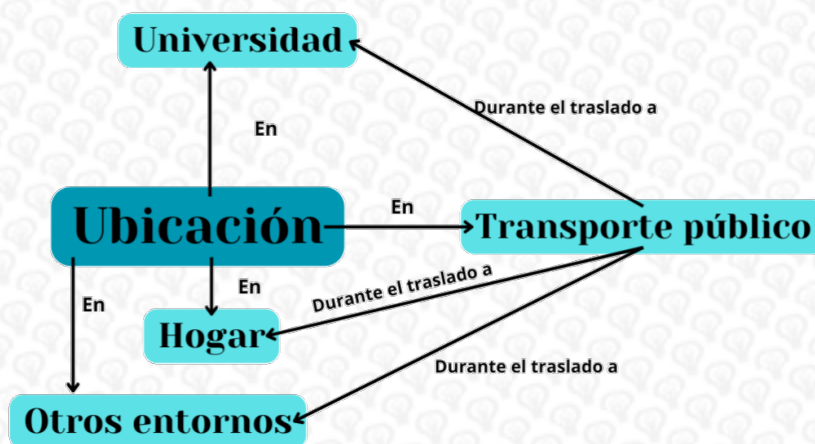 Universidad
Durante el traslado a
En
En
Ubicación
Transporte público
En
Durante el traslado a
En
Hogar
Durante el traslado a
Otros entornos